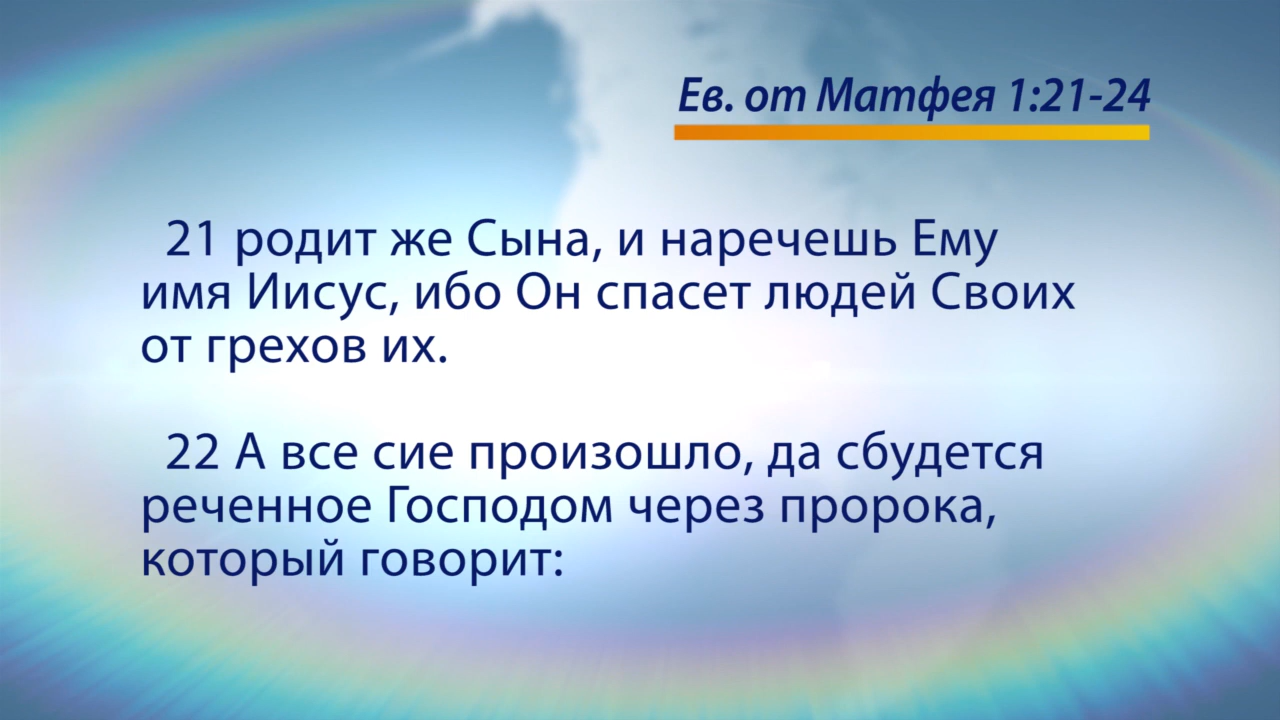 Ев. от Матфея 1:21-24
21 родит же Сына, и наречешь Ему
имя Иисус, ибо Он спасет людей Своих
от грехов их.
22 А все сие произошло, да сбудется
реченное Господом через пророка,
который говорит: